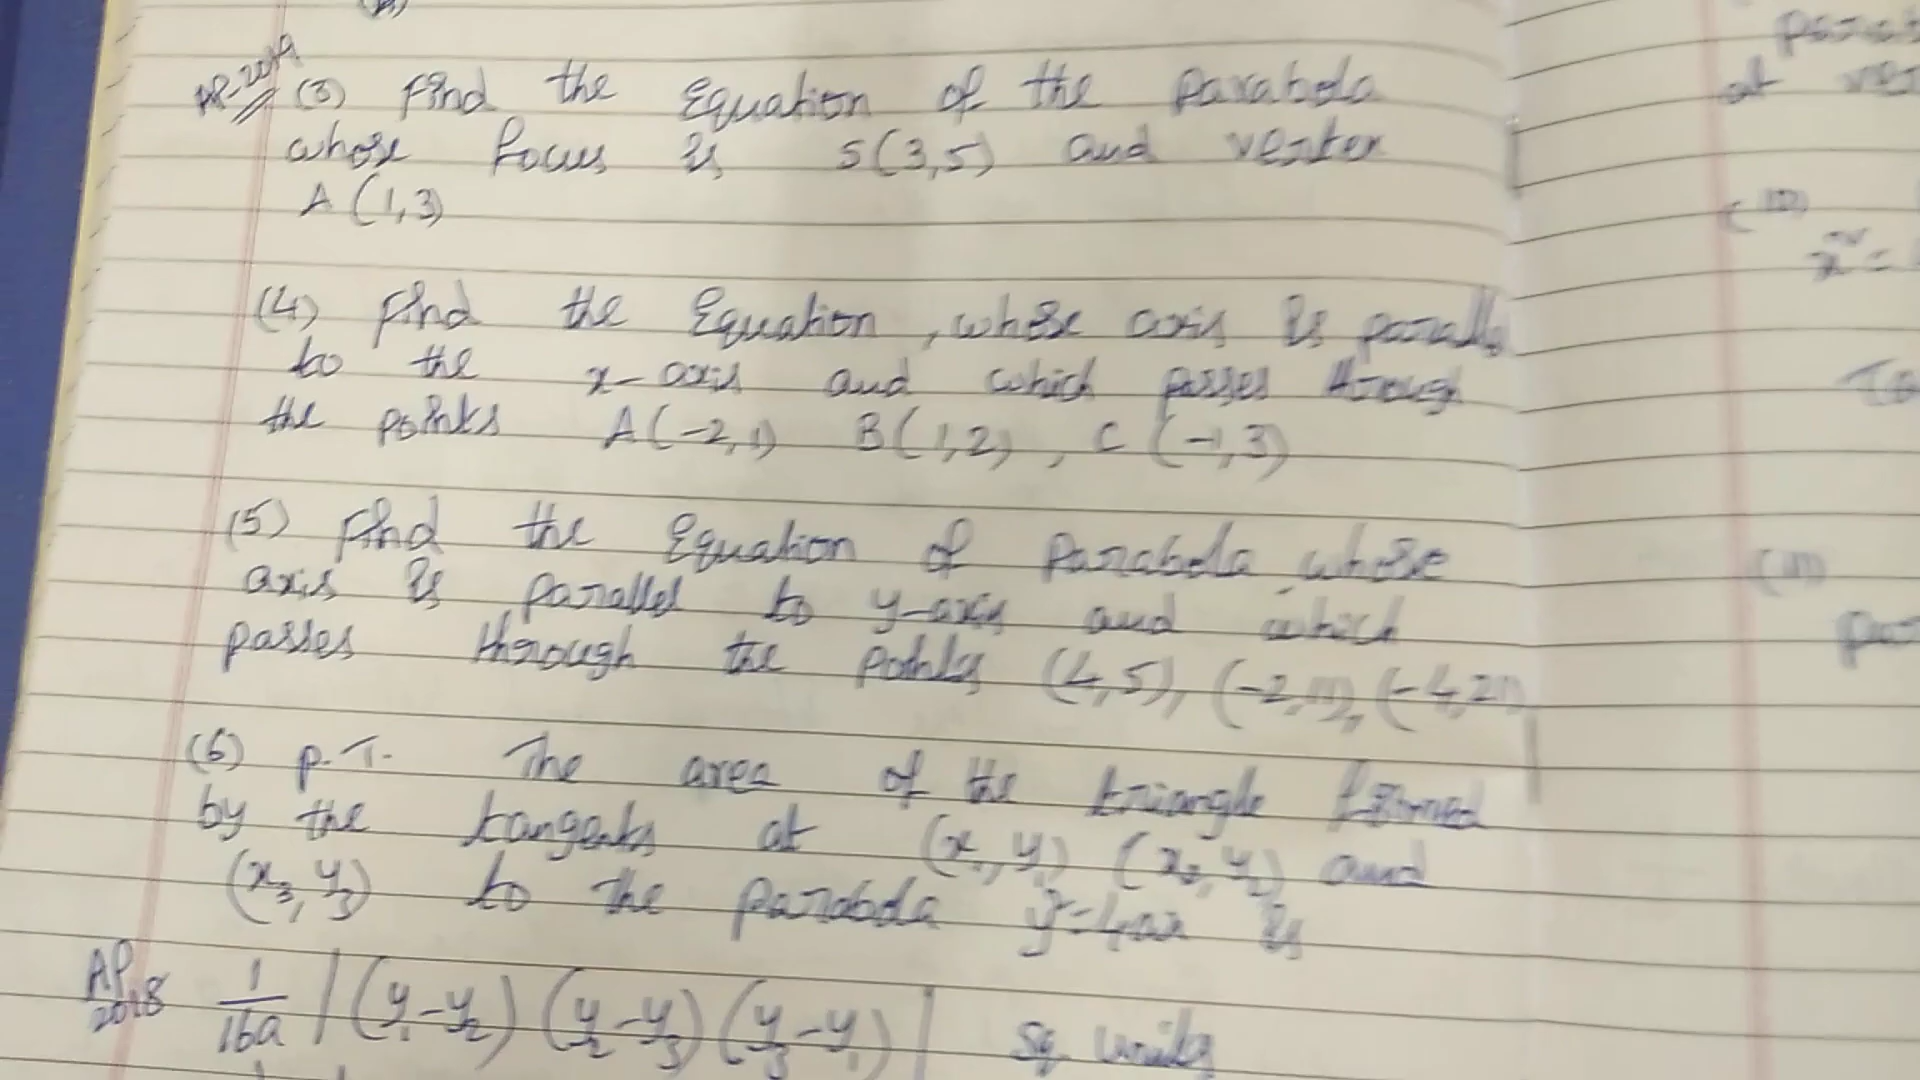 AP-2019
(3) Find the Equation of the Parabola
whose focus is S(3,5) and vertex
A (1,3)
(4) Find the Equation, whose axis is parallel
to the x-axis and which passes through
the points A(-2,1) B(1,2), C (-1,3)
(5) Find the Equation of Parabola whose
axis is parallel to y-axis and which
passes through the points (4,5), (-2,11), (-4,21)
(6) P.T. The area of the triangle formed
by the tangents at (x₁,y₁) (x₂,y₂) and
(x₃,y₃) to the parabola y²=4ax is
AP 2018 1/16a |(y₁-y₂) (y₂-y₃) (y₃-y₁)| Sq. units
at
(10)
(11)